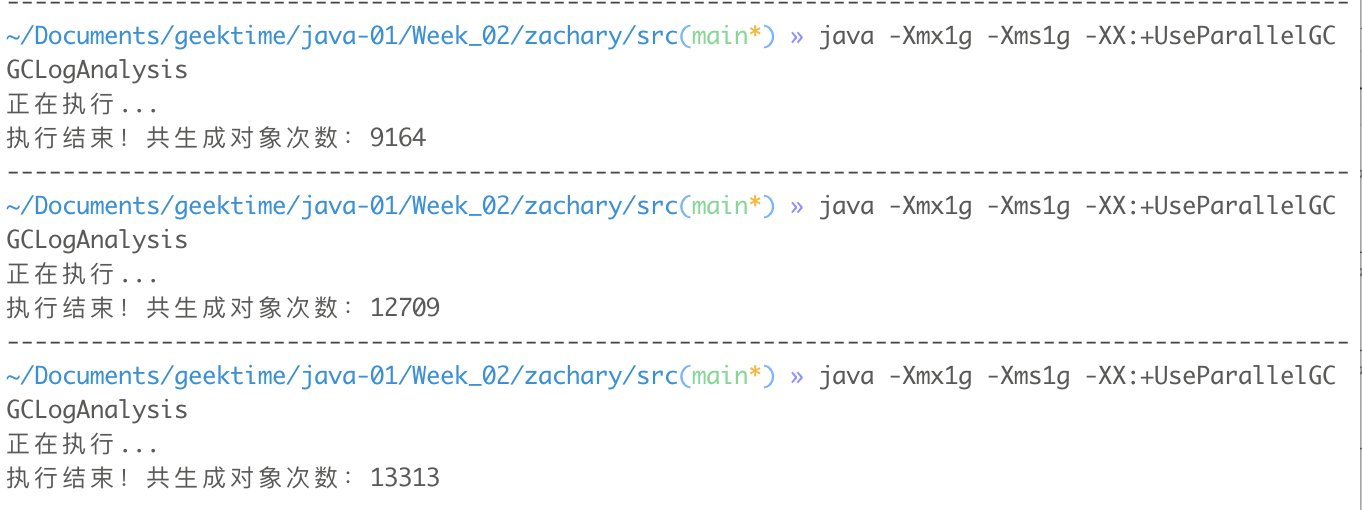 --------------------------------------------------------------------------------------------
~/Documents/geektime/java-01/Week_02/zachary/src(main*) » java -Xmx1g -Xms1g -XX:+UseParallelGC
GCLogAnalysis
正在执行...
执行结束! 共生成对象次数: 9164
--------------------------------------------------------------------------------------------
~/Documents/geektime/java-01/Week_02/zachary/src(main*) » java -Xmx1g -Xms1g -XX:+UseParallelGC
GCLogAnalysis
正在执行...
执行结束! 共生成对象次数: 12709
--------------------------------------------------------------------------------------------
~/Documents/geektime/java-01/Week_02/zachary/src(main*) » java -Xmx1g -Xms1g -XX:+UseParallelGC
GCLogAnalysis
正在执行...
执行结束! 共生成对象次数: 13313